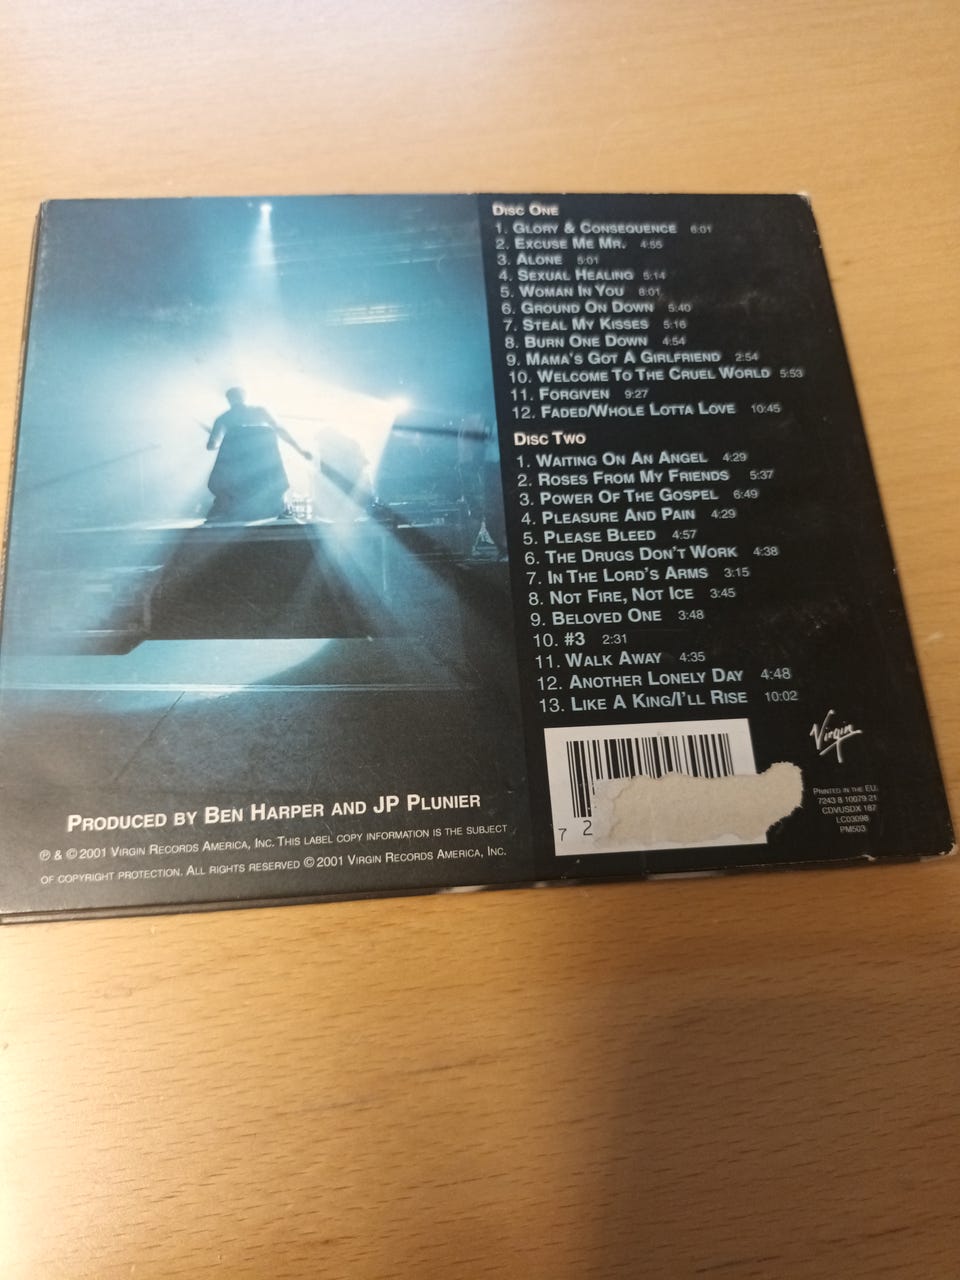 DISC ONE
1. GLORY & CONSEQUENCE 6:01
2. EXCUSE ME MR. 4:55
3. ALONE 5:01
4. SEXUAL HEALING 5:14
5. WOMAN IN YOU 6:01
6. GROUND ON DOWN 5:40
7. STEAL MY KISSES 5:16
8. BURN ONE DOWN 4:54
9. MAMA'S GOT A GIRLFRIEND 2:54
10. WELCOME TO THE CRUEL WORLD 5:53
11. FORGIVEN 9:27
12. FADED/WHOLE LOTTA LOVE 10:45
DISC TWO
1. WAITING ON AN ANGEL 4:29
2. ROSES FROM MY FRIENDS 5:37
3. POWER OF THE GOSPEL 6:49
4. PLEASURE AND PAIN 4:29
5. PLEASE BLEED 4:57
6. THE DRUGS DON'T WORK 4:38
7. IN THE LORD'S ARMS 3:15
8. NOT FIRE, NOT ICE 3:45
9. BELOVED ONE 3:48
10. #3 2:31
11. WALK AWAY 4:35
12. ANOTHER LONELY DAY 4:48
13. LIKE A KING/I'LL RISE 10:02
PRODUCED BY BEN HARPER AND JP PLUNIER
℗ & © 2001 VIRGIN RECORDS AMERICA, INC. THIS LABEL COPY INFORMATION IS THE SUBJECT
OF COPYRIGHT PROTECTION. ALL RIGHTS RESERVED © 2001 VIRGIN RECORDS AMERICA, INC.
7 2
Virgin
PRINTED IN THE EU.
7243 8 10079 21
CDVUSDX 187
LC03098
PM503